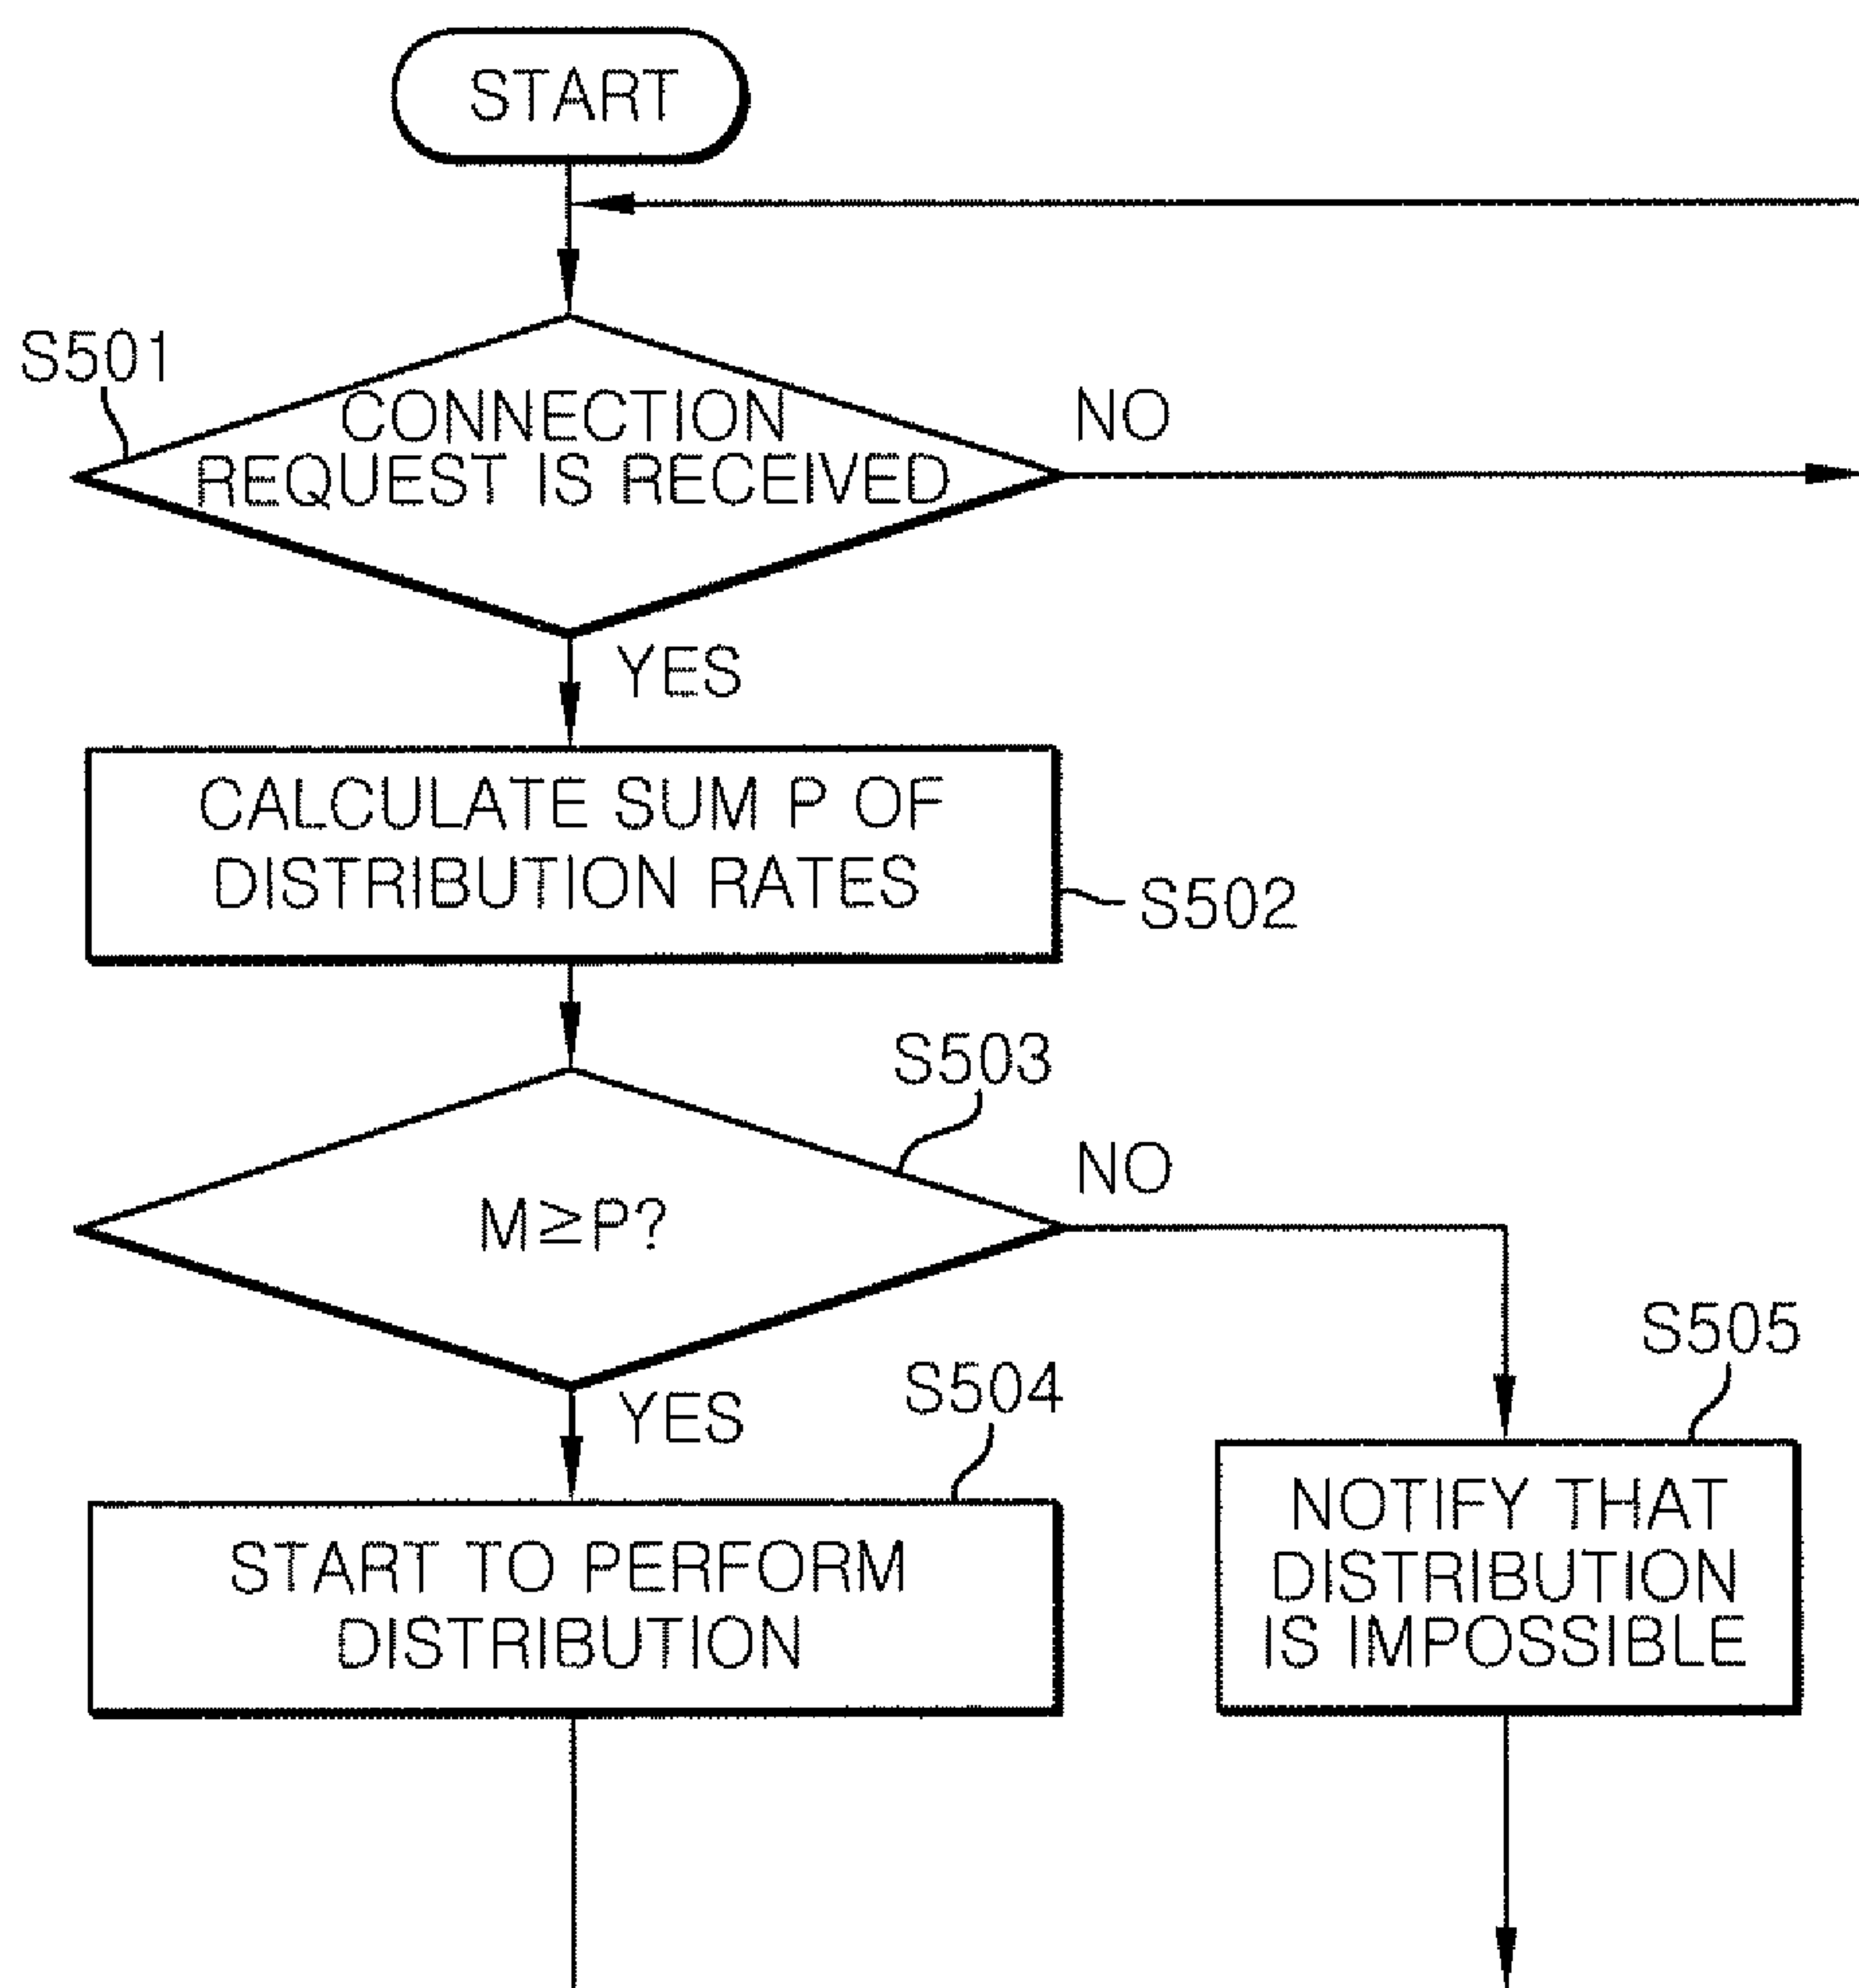 START
S501
CONNECTION
REQUEST IS RECEIVED
NO
YES
CALCULATE SUM P OF
DISTRIBUTION RATES
S502
S503
M≥P?
NO
YES
S504
START TO PERFORM
DISTRIBUTION
S505
NOTIFY THAT
DISTRIBUTION
IS IMPOSSIBLE